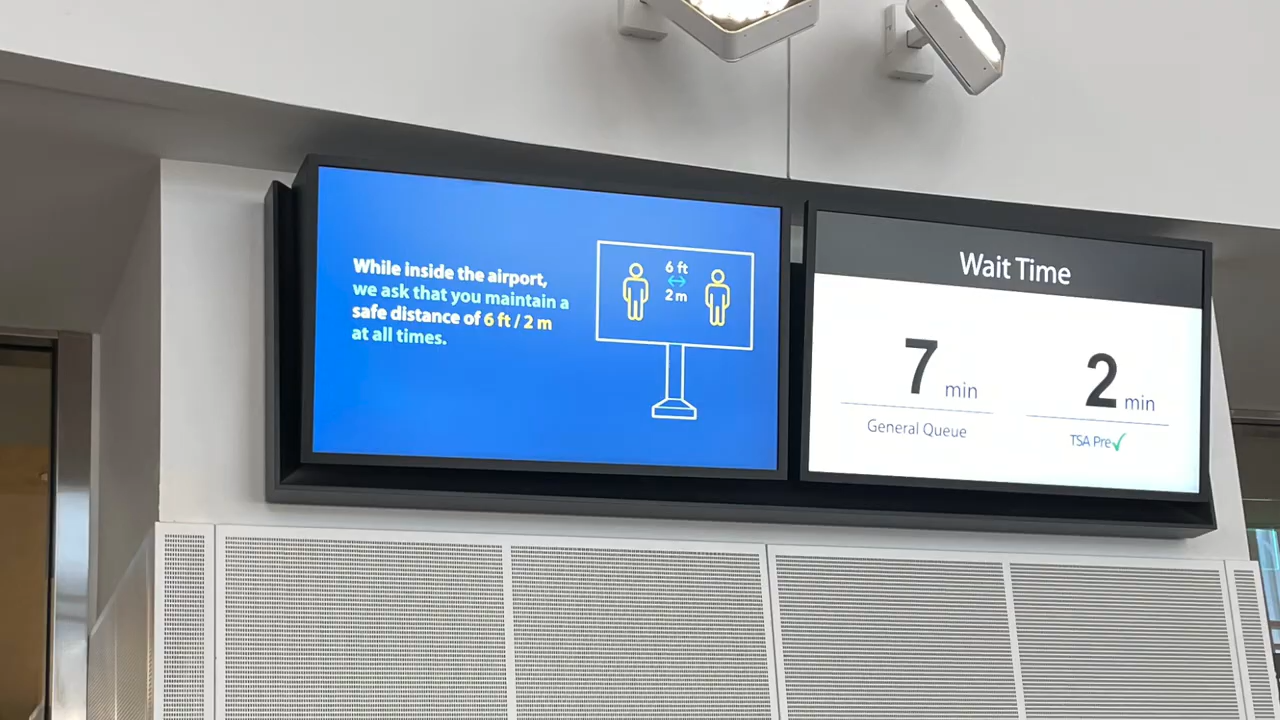 While inside the airport,
we ask that you maintain a
safe distance of 6 ft / 2 m
at all times.
6 ft
2 m
Wait Time
7 min
General Queue
2 min
TSA Pre✓